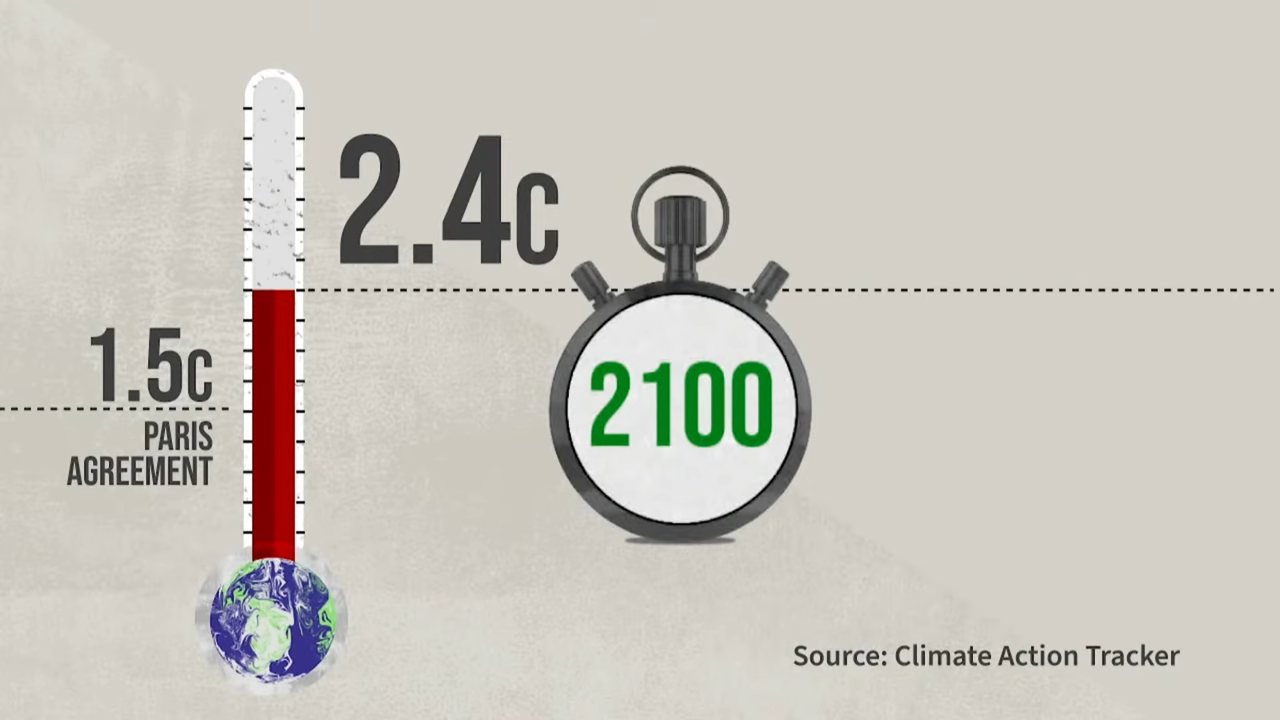 2.4C
1.5C
PARIS
AGREEMENT
2100
Source: Climate Action Tracker